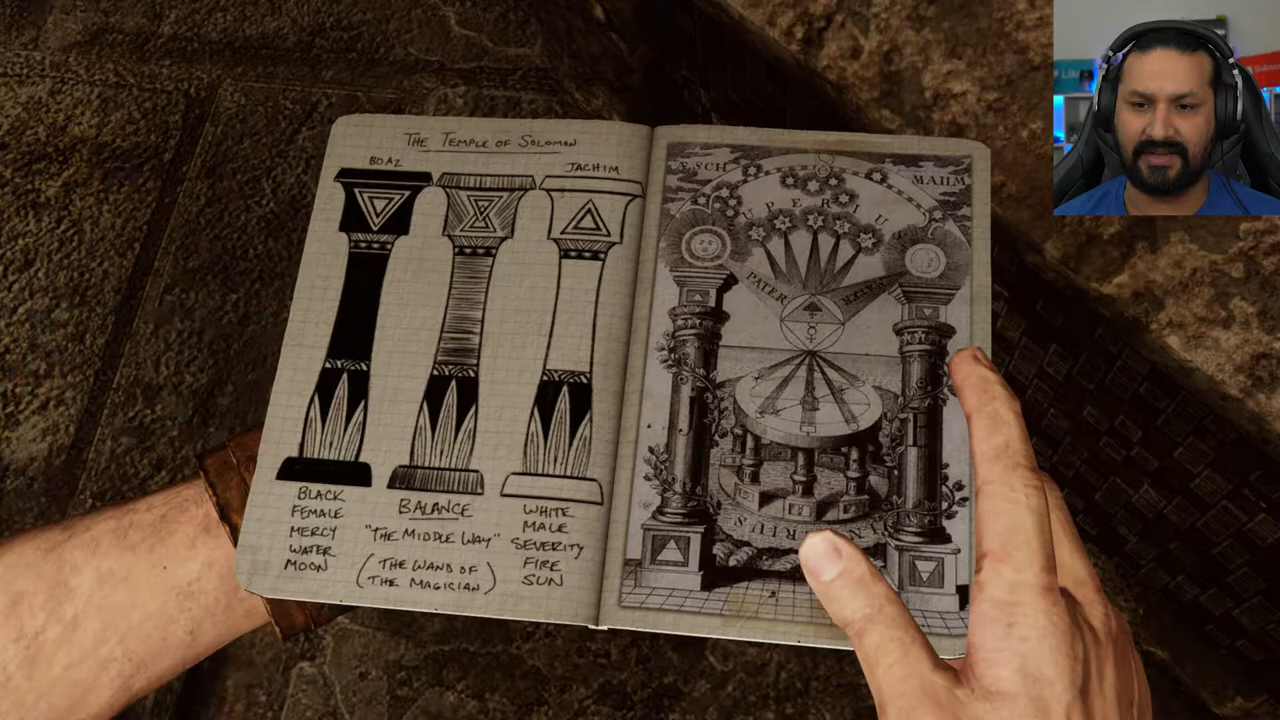 THE TEMPLE OF SOLOMON
BOAZ
JACHIM
BLACK
FEMALE
MERCY
WATER
MOON
BALANCE
"THE MIDDLE WAY"
(THE WAND OF
THE MAGICIAN)
WHITE
MALE
SEVERITY
FIRE
SUN
MAIIM
PATER